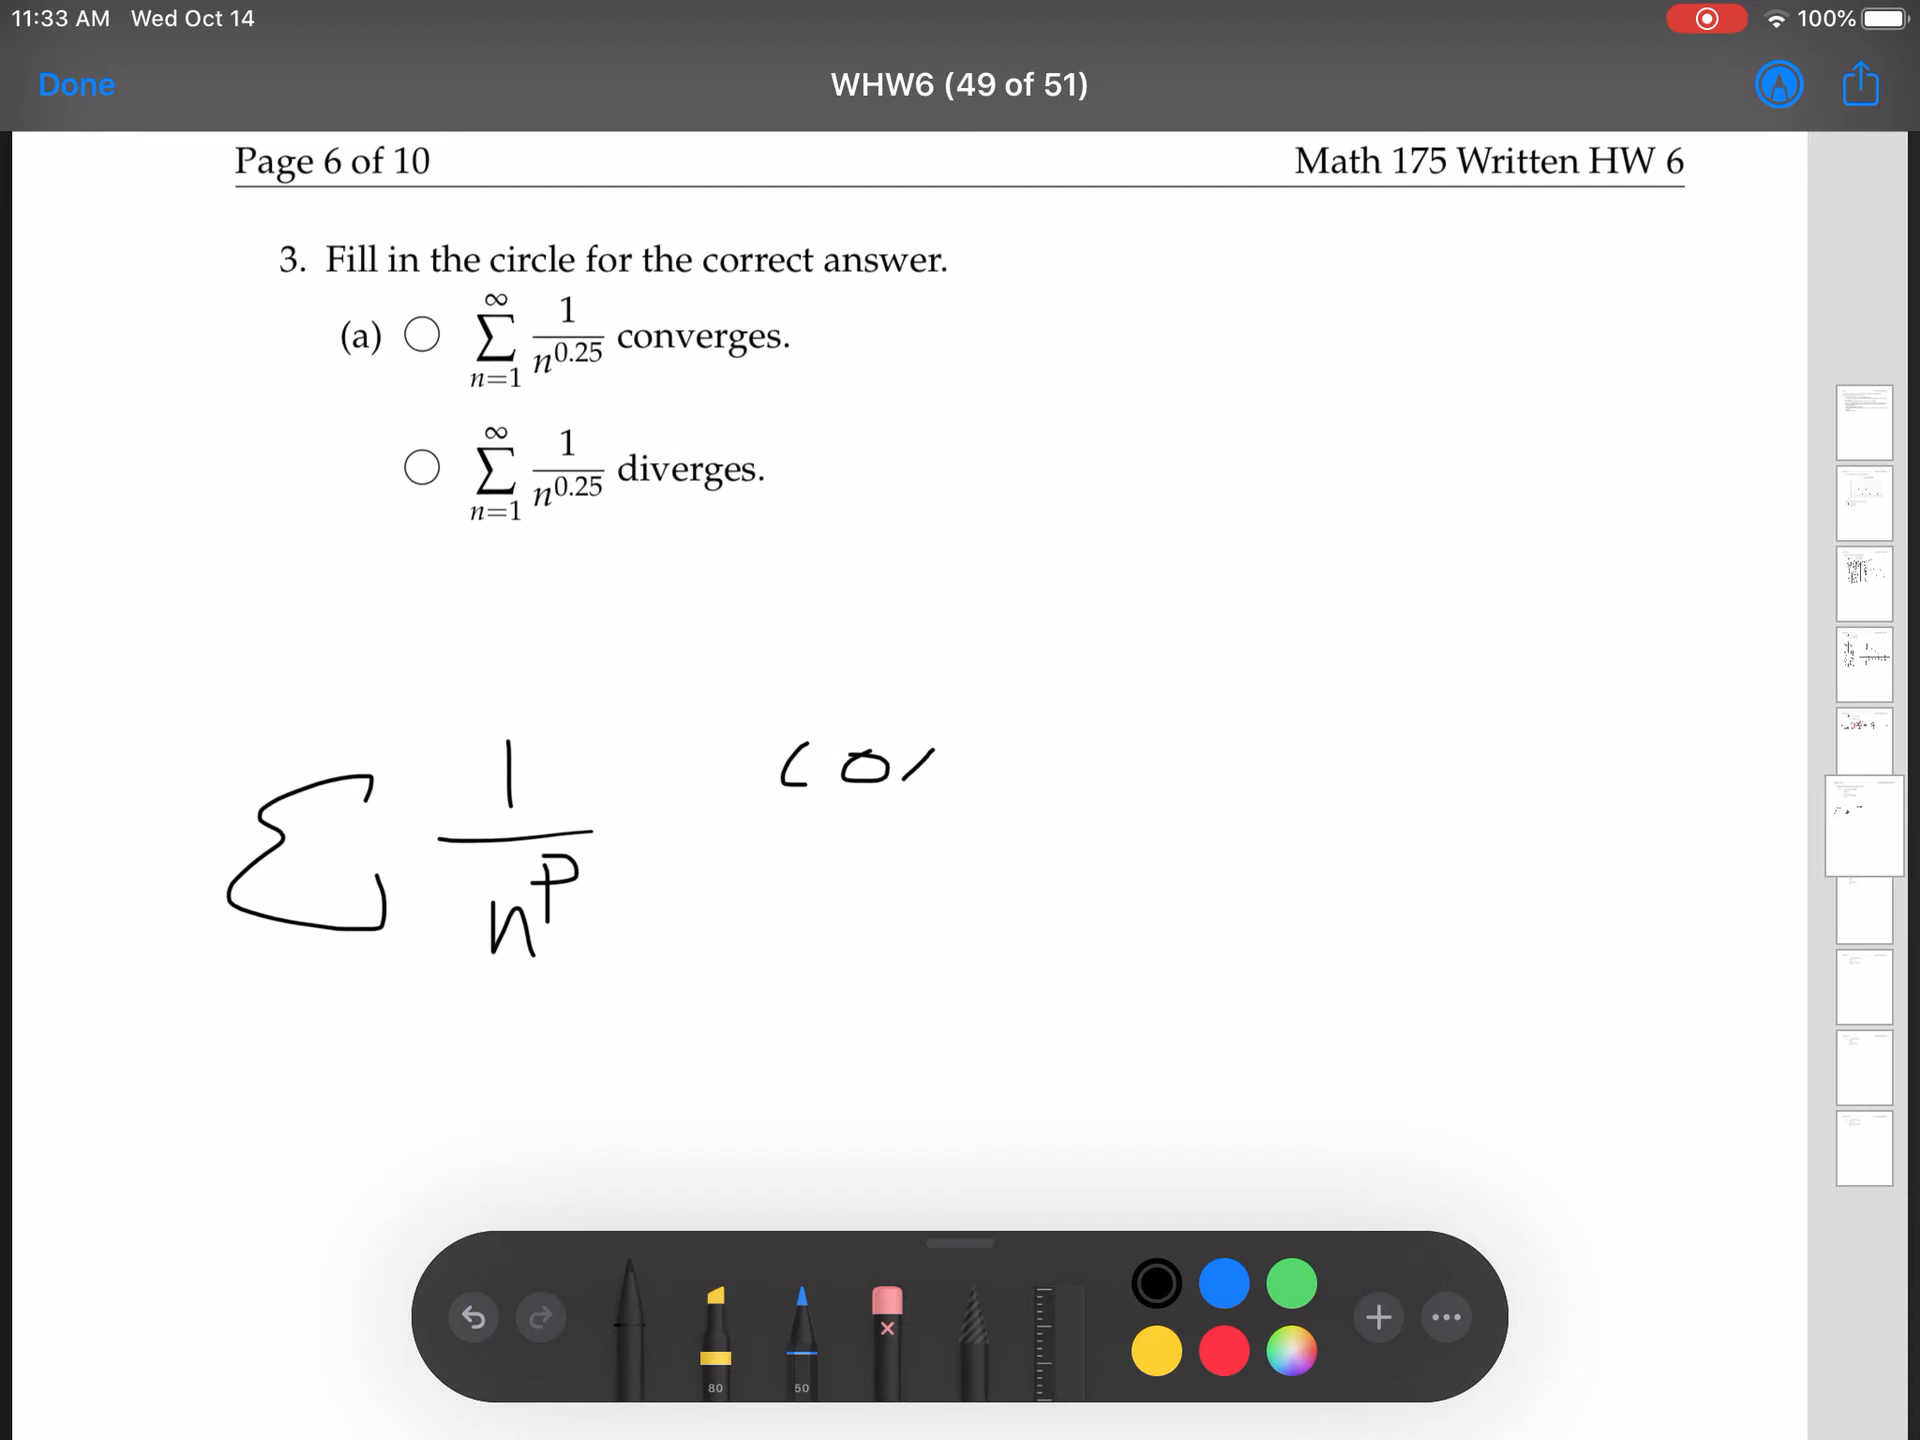 11:33 AM Wed Oct 14 100%
Done WHW6 (49 of 51)
Page 6 of 10 Math 175 Written HW 6
3. Fill in the circle for the correct answer.
(a) ○ ∑_{n=1}^{∞} 1/n^{0.25} converges.
○ ∑_{n=1}^{∞} 1/n^{0.25} diverges.
∑ 1/n^p co
80 50